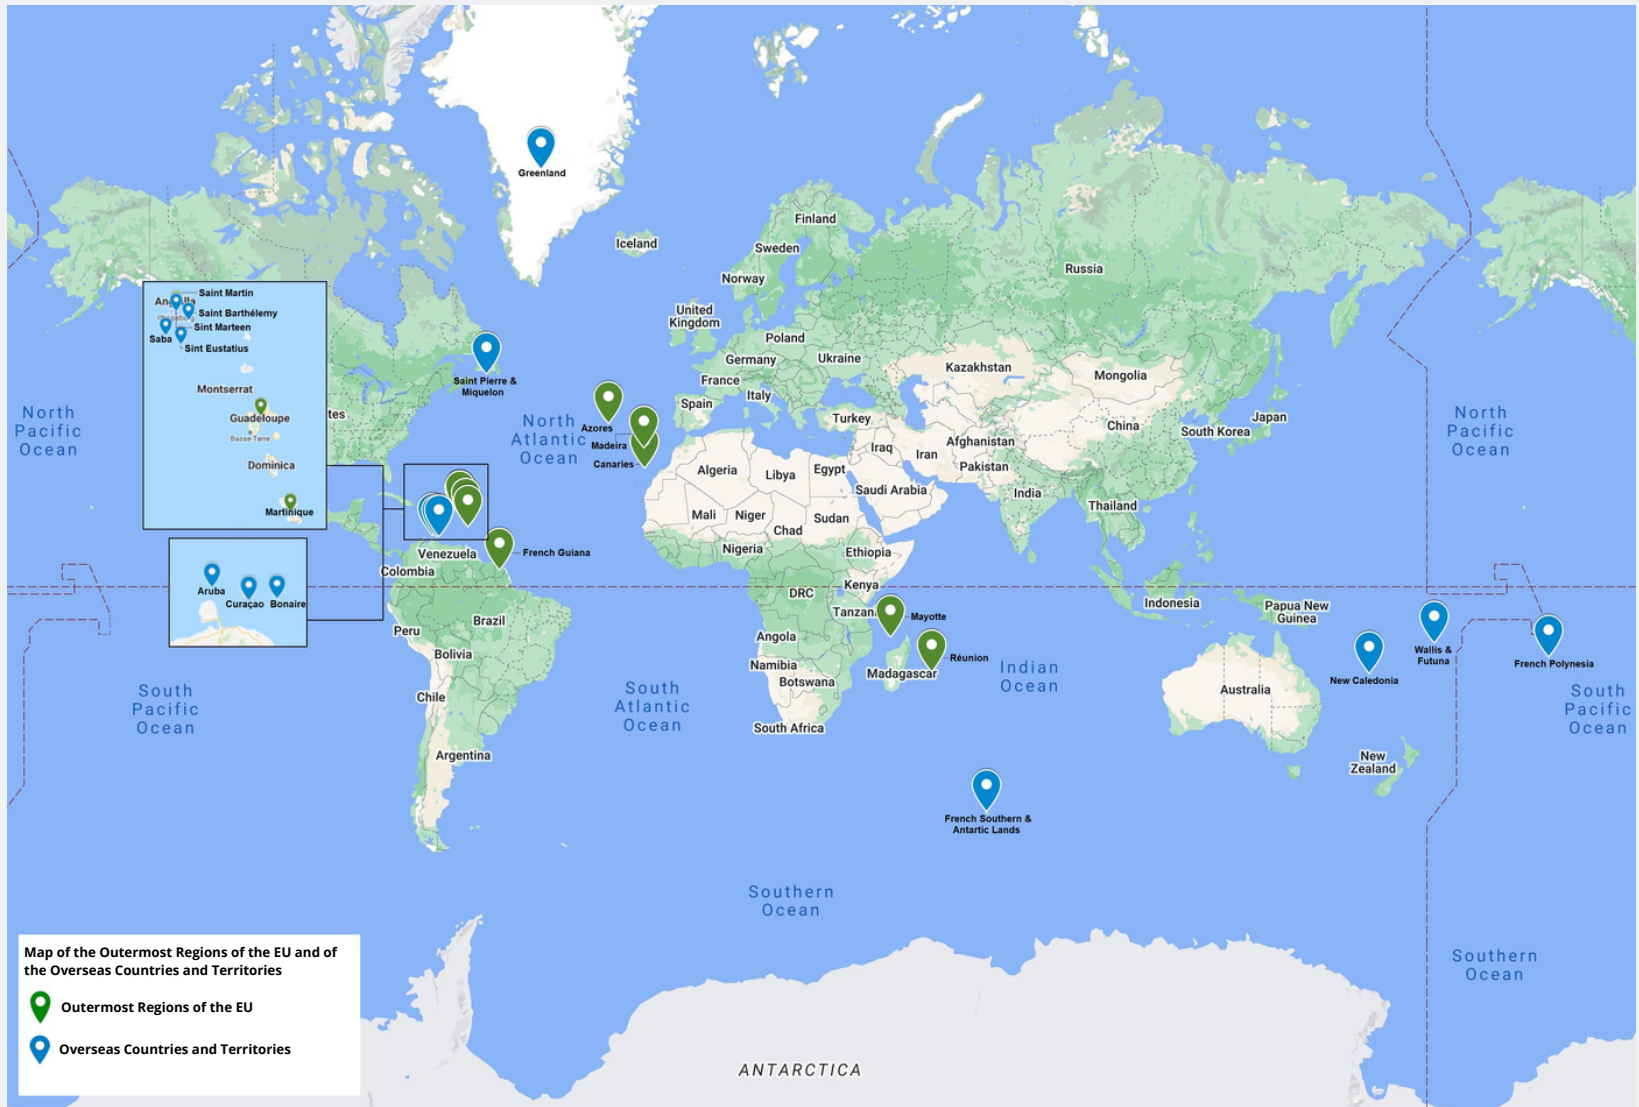 Greenland
Finland
Iceland
Sweden
Norway
Russia
United
Kingdom
Poland
Germany
Ukraine
France
Kazakhstan
Mongolia
Italy
Spain
Turkey
Japan
South Korea
China
Afghanistan
Iraq
Iran
Pakistan
Algeria
Libya
Egypt
Saudi Arabia
India
Thailand
Mali
Niger
Sudan
Chad
Nigeria
Ethiopia
Kenya
DRC
Indonesia
Papua New
Guinea
Angola
Mayotte
Réunion
Madagascar
Namibia
Botswana
South Africa
Australia
New
Zealand
Wallis &
Futuna
New Caledonia
French Polynesia
French Southern &
Antartic Lands
Saint Pierre &
Miquelon
Azores
Madeira
Canaries
North
Atlantic
Ocean
North
Pacific
Ocean
North
Pacific
Ocean
tes
Saint Martin
Saint Barthélemy
Sint Marteen
Saba
Sint Eustatius
Montserrat
Guadeloupe
Basse-Terre
Dominica
Martinique
Aruba
Curaçao
Bonaire
Venezuela
French Guiana
Colombia
Brazil
Peru
Bolivia
Chile
Argentina
South
Pacific
Ocean
South
Atlantic
Ocean
Indian
Ocean
South
Pacific
Ocean
Southern
Ocean
Southern
Ocean
ANTARCTICA
Map of the Outermost Regions of the EU and of
the Overseas Countries and Territories
Outermost Regions of the EU
Overseas Countries and Territories